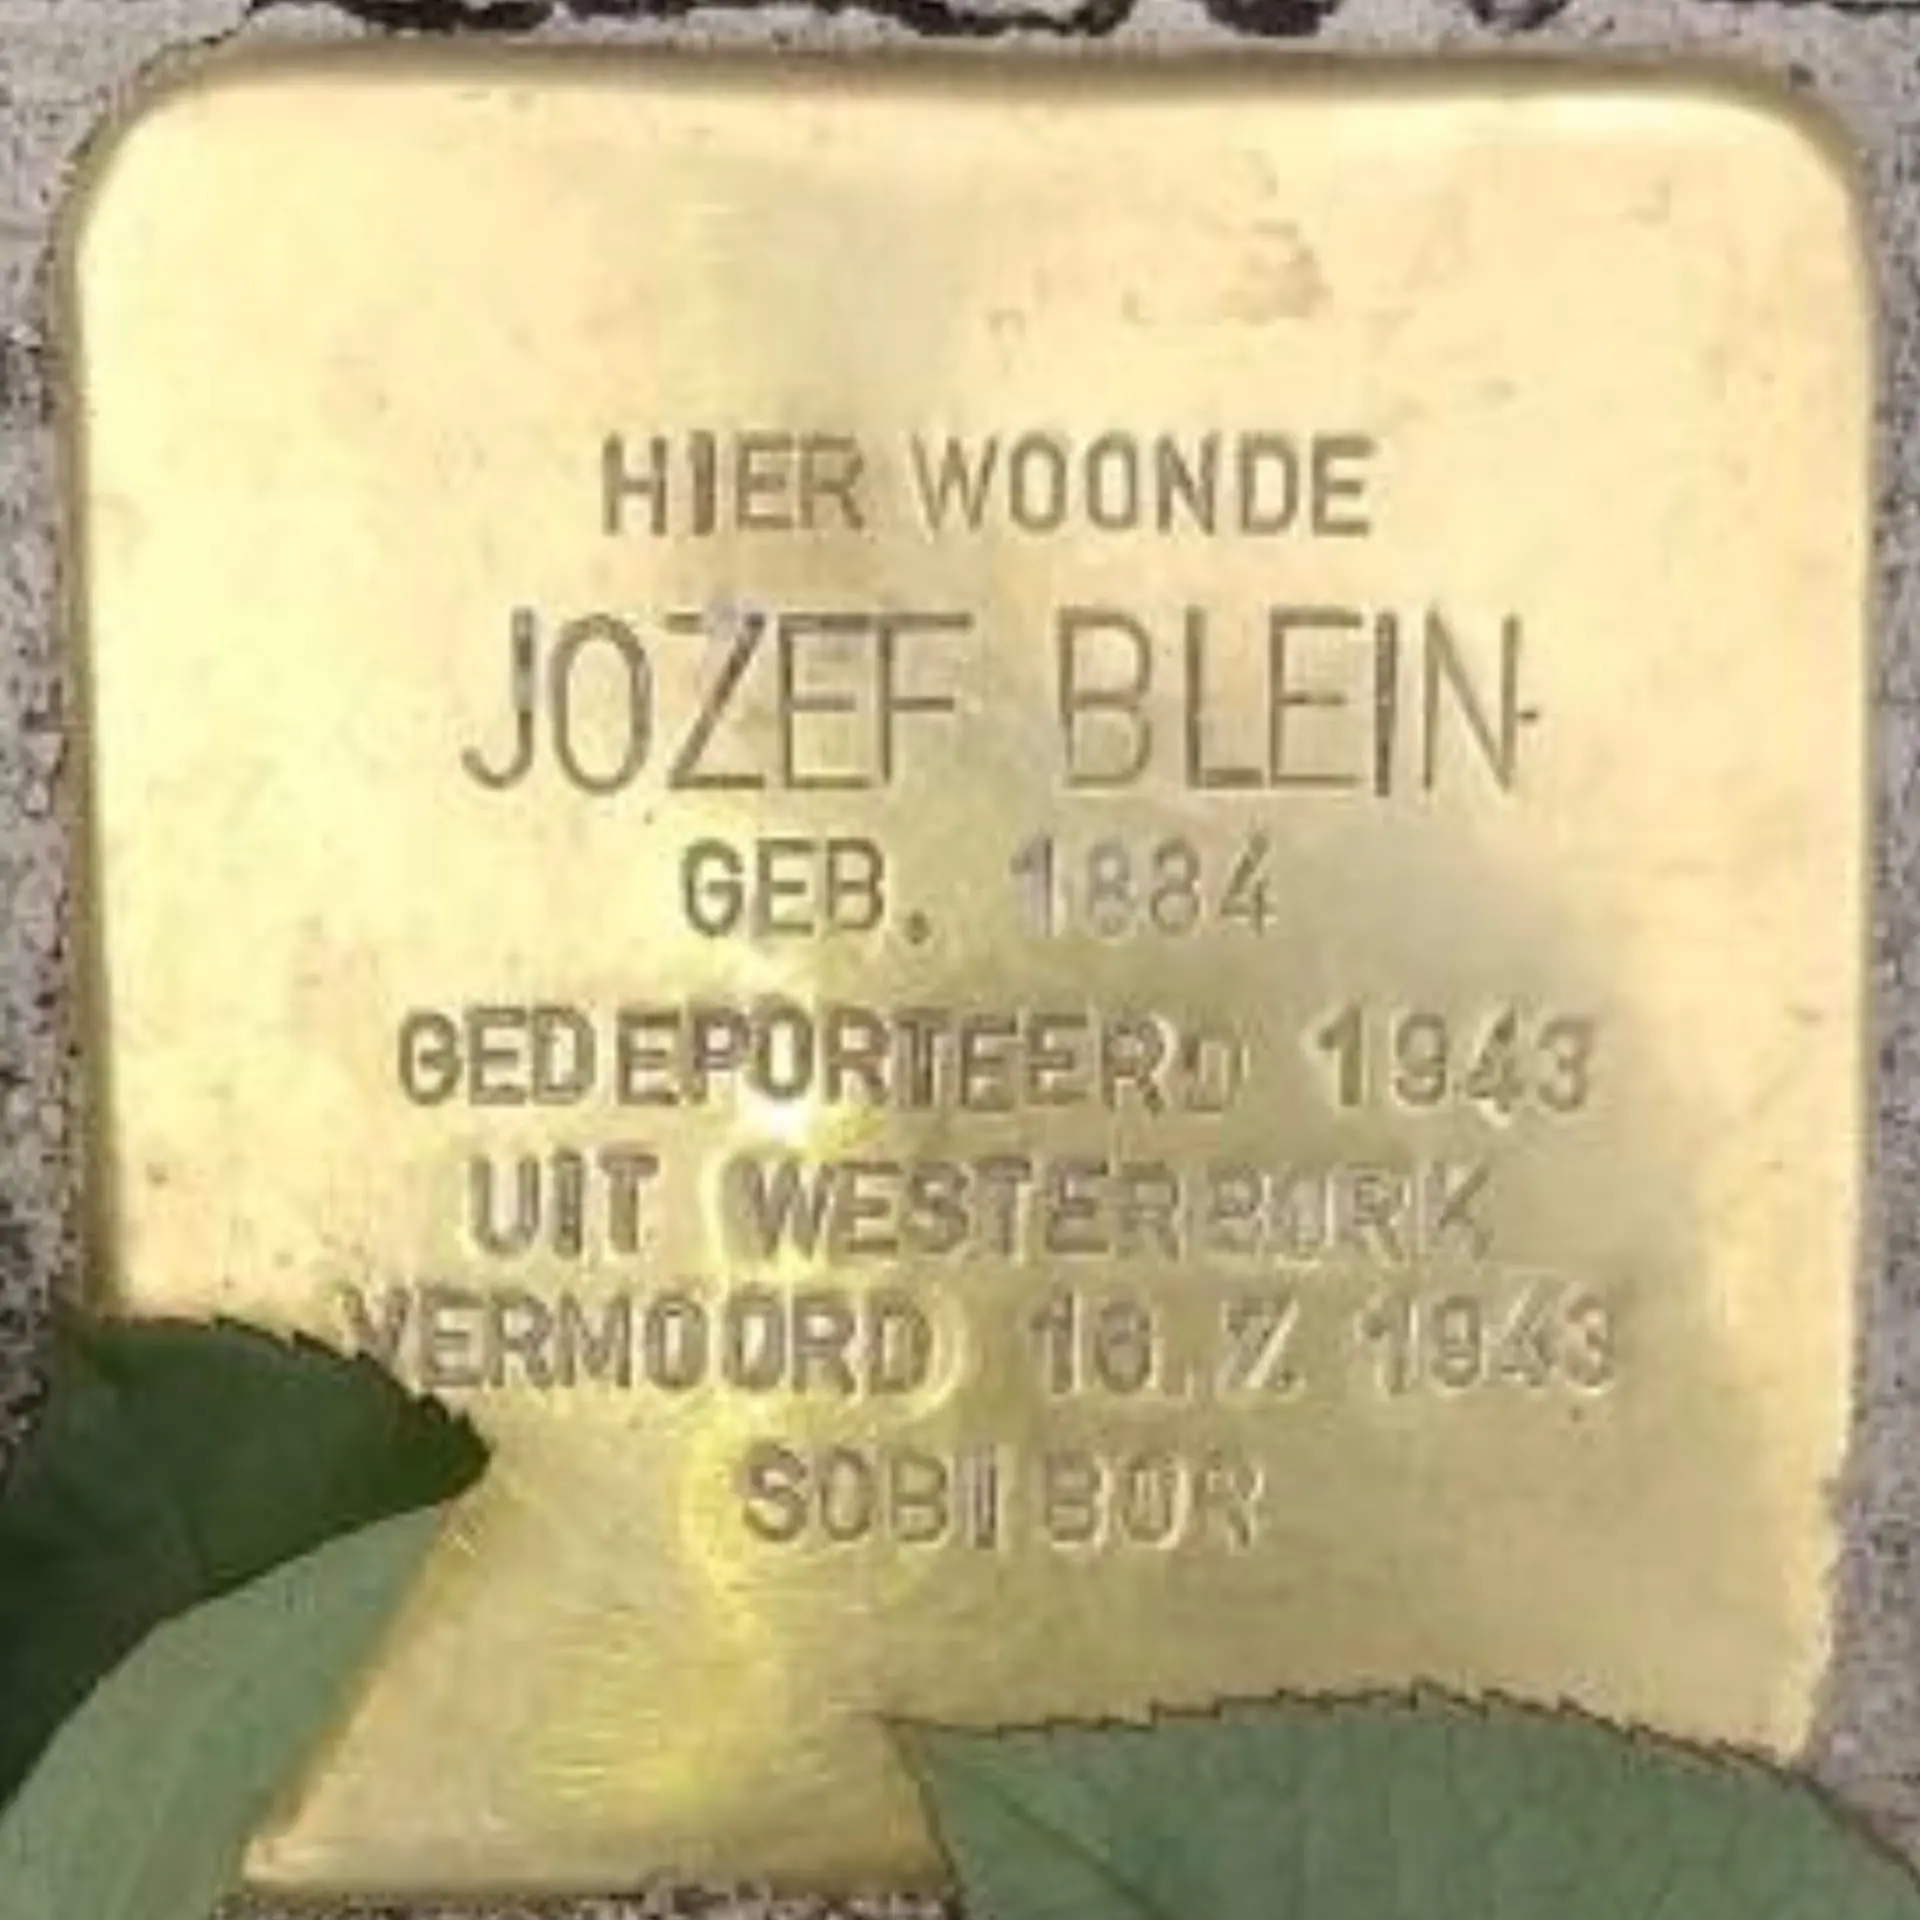 HIER WOONDE
JOZEF BLEIN
GEB. 1884
GEDEPORTEERD 1943
UIT WESTERBORK
VERMOORD 16.7.1943
SOBIBOR